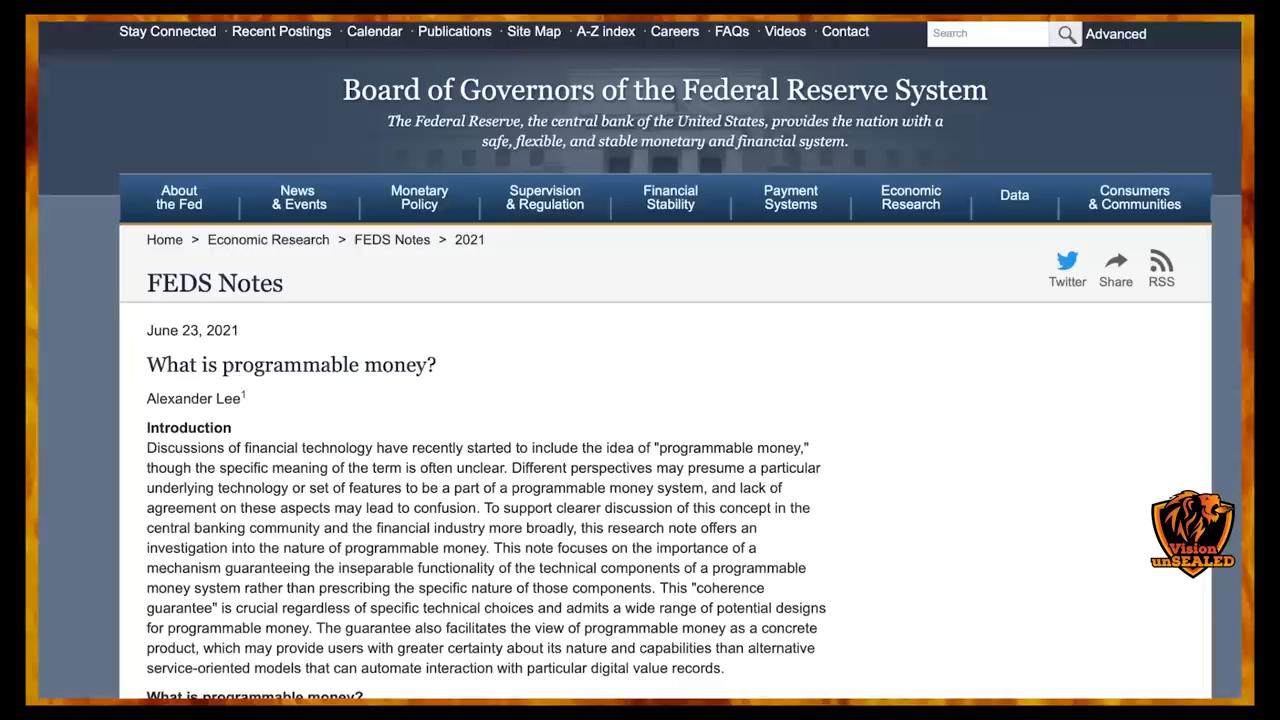 Stay Connected · Recent Postings · Calendar · Publications · Site Map · A-Z index · Careers · FAQs · Videos · Contact
Search
Advanced
Board of Governors of the Federal Reserve System
The Federal Reserve, the central bank of the United States, provides the nation with a
safe, flexible, and stable monetary and financial system.
About
the Fed
News
& Events
Monetary
Policy
Supervision
& Regulation
Financial
Stability
Payment
Systems
Economic
Research
Data
Consumers
& Communities
Home > Economic Research > FEDS Notes > 2021
Twitter
Share
RSS
FEDS Notes
June 23, 2021
What is programmable money?
Alexander Lee¹
Introduction
Discussions of financial technology have recently started to include the idea of "programmable money,"
though the specific meaning of the term is often unclear. Different perspectives may presume a particular
underlying technology or set of features to be a part of a programmable money system, and lack of
agreement on these aspects may lead to confusion. To support clearer discussion of this concept in the
central banking community and the financial industry more broadly, this research note offers an
investigation into the nature of programmable money. This note focuses on the importance of a
mechanism guaranteeing the inseparable functionality of the technical components of a programmable
money system rather than prescribing the specific nature of those components. This "coherence
guarantee" is crucial regardless of specific technical choices and admits a wide range of potential designs
for programmable money. The guarantee also facilitates the view of programmable money as a concrete
product, which may provide users with greater certainty about its nature and capabilities than alternative
service-oriented models that can automate interaction with particular digital value records.
What is programmable money?
Vision
unSEALED